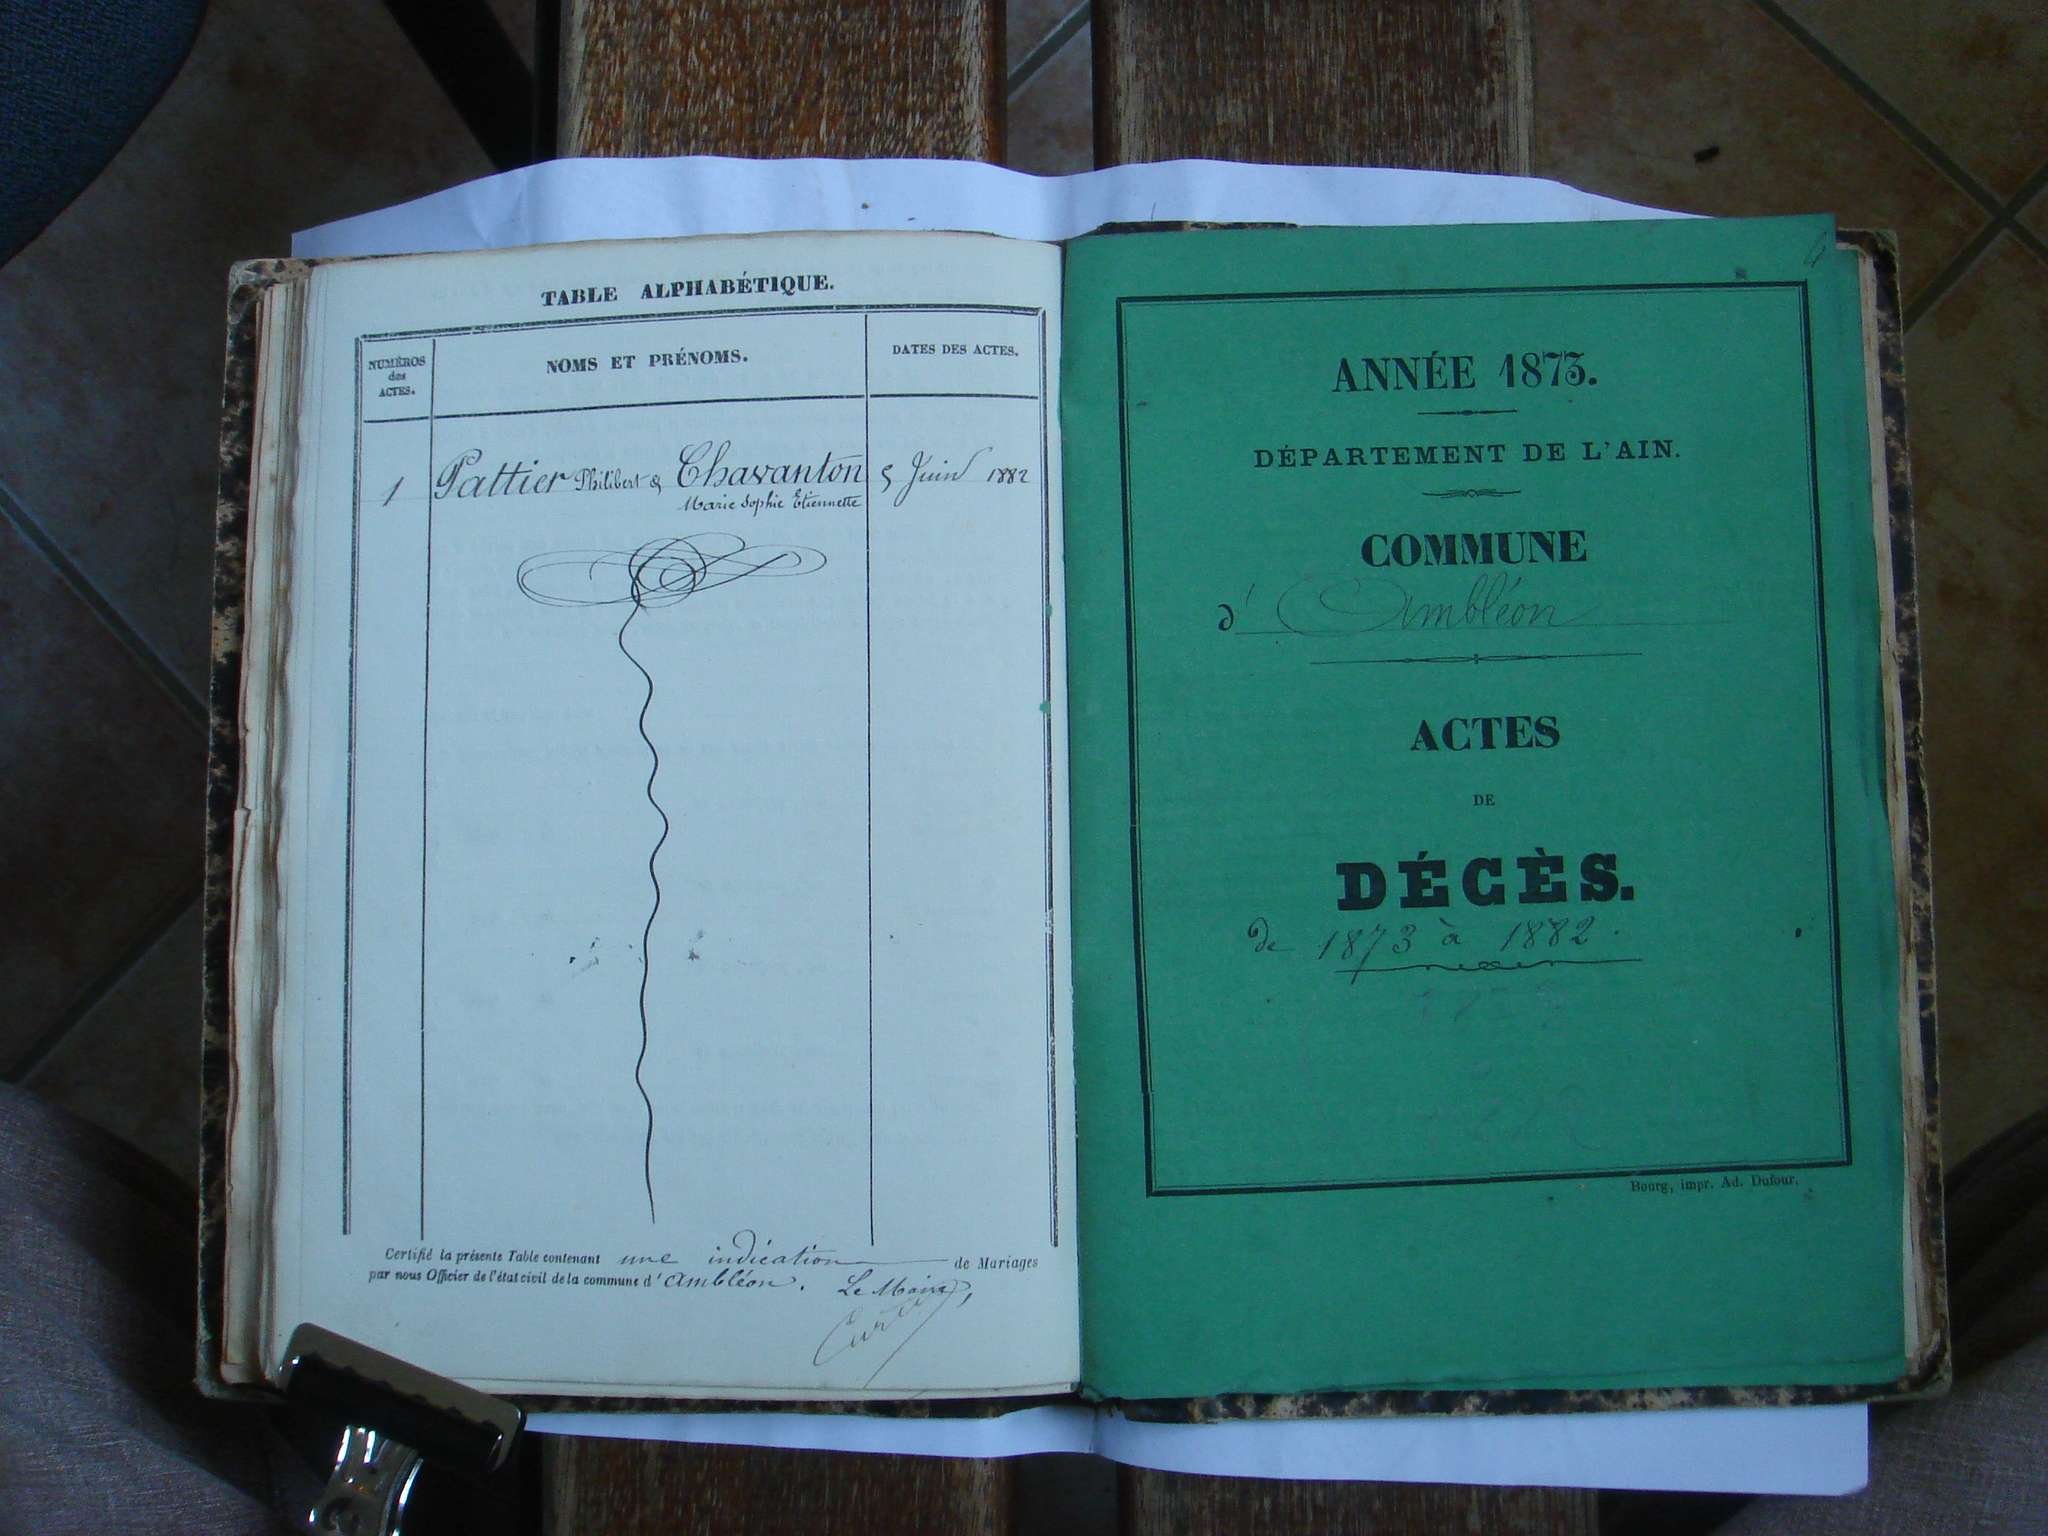 TABLE ALPHABÉTIQUE.
NUMÉROS
des
ACTES.
NOMS ET PRÉNOMS.
DATES DES ACTES.
1 Pattier Philibert & Chavanton 5 Juin 1882
Marie Sophie Etiennette
Certifié la présente Table contenant une indication de Mariages
par nous Officier de l'état civil de la commune d'Ambléon. Le Maire,
ANNÉE 1873.
DÉPARTEMENT DE L'AIN.
COMMUNE
d'Ambléon
ACTES
DE
DÉCÈS.
de 1873 à 1882.
Bourg, impr. Ad. Dufour.